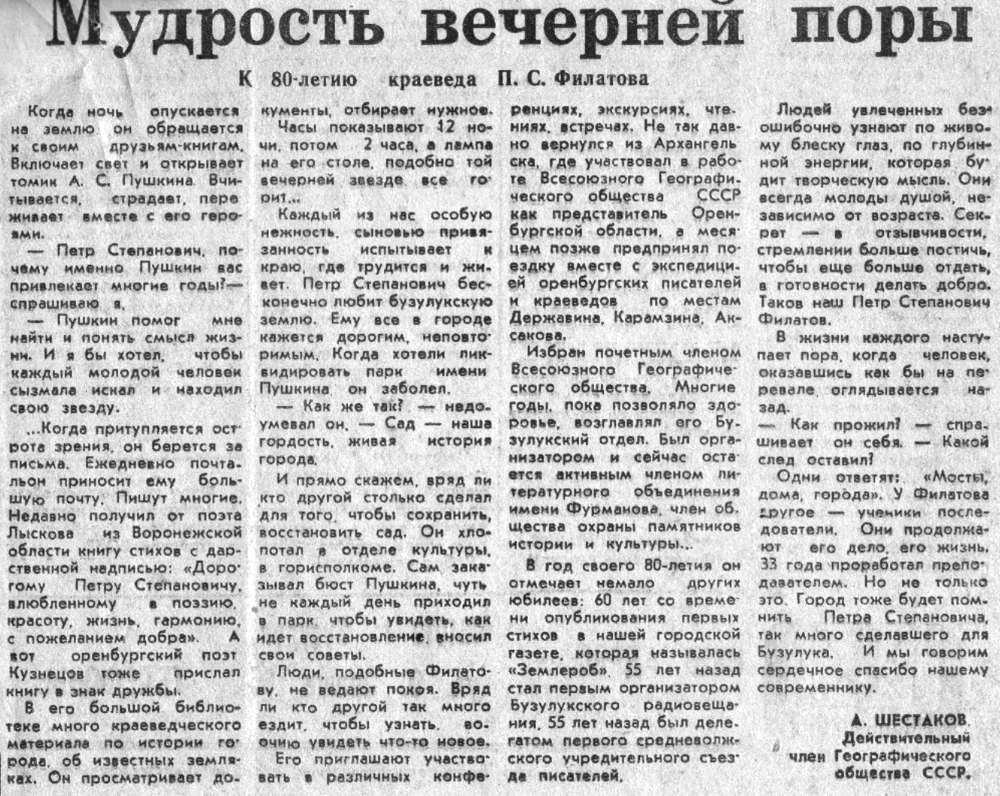 Мудрость вечерней поры
К 80-летию краеведа П. С. Филатова
Когда ночь опускается
на землю он обращается
к своим друзьям-книгам.
Включает свет и открывает
томик А. С. Пушкина. Вчи-
тывается, страдает, пере
живает вместе с его геро-
ями.
— Петр Степанович, по-
чему именно Пушкин вас
привлекает многие годы?—
спрашиваю я.
— Пушкин помог мне
найти и понять смысл жиз-
ни. И я бы хотел, чтобы
каждый молодой человек
сызмала искал и находил
свою звезду.
...Когда притупляется ост-
рота зрения, он берется за
письма. Ежедневно почта-
льон приносит ему боль-
шую почту. Пишут многие.
Недавно получил от поэта
Лыскова из Воронежской
области книгу стихов с дар-
ственной надписью: «Доро-
гому Петру Степановичу,
влюбленному в поэзию,
красоту, жизнь, гармонию,
с пожеланием добра». А
вот оренбургский поэт
Кузнецов тоже прислал
книгу в знак дружбы.
В его большой библио-
теке много краеведческого
материала по истории го-
рода, об известных земля-
ках. Он просматривает до-
кументы, отбирает нужное.
Часы показывают 12 но-
чи, потом 2 часа, а лампа
на его столе, подобно той
вечерней звезде все го-
рит...
Каждый из нас особую
нежность, сыновью привя-
занность испытывает к
краю, где трудится и жи-
вет. Петр Степанович бес-
конечно любит бузулукскую
землю. Ему все в городе
кажется дорогим, неповто-
римым. Когда хотели лик-
видировать парк имени
Пушкина, он заболел.
— Как же так? — недо-
умевал он. — Сад — наша
гордость, живая история
города.
И прямо скажем, вряд ли
кто другой столько сделал
для того, чтобы сохранить,
восстановить сад. Он хло-
потал в отделе культуры,
в горисполкоме. Сам зака-
зывал бюст Пушкина, чуть
не каждый день приходил
в парк, чтобы увидеть, как
идет восстановление, вносил
свои советы.
Люди, подобные Филато-
ву, не ведают покоя. Вряд
ли кто другой так много
ездит, чтобы узнать, во-
очию увидеть что-то новое.
Его приглашают участво-
вать в различных конфе-
ренциях, экскурсиях, чте-
ниях, встречах. Не так дав-
но вернулся из Архангель
ска, где участвовал в рабо-
те Всесоюзного Географи-
ческого общества СССР
как представитель Орен-
бургской области, а меся-
цем позже предпринял по-
ездку вместе с экспедици-
ей оренбургских писателей
и краеведов по местам
Державина, Карамзина, Ак-
сакова.
Избран почетным членом
Всесоюзного Географиче-
ского общества. Многие
годы, пока позволяло здо-
ровье, возглавлял его Бу-
зулукский отдел. Был орга-
низатором и сейчас оста-
ется активным членом ли-
тературного объединения
имени Фурманова, член об-
щества охраны памятников
истории и культуры...
В год своего 80-летия он
отмечает немало других
юбилеев: 60 лет со време-
ни опубликования первых
стихов в нашей городской
газете, которая называлась
«Землероб». 55 лет назад
стал первым организатором
Бузулукского радиовеща-
ния, 55 лет назад был деле-
гатом первого средневолж-
ского учредительного съез-
да писателей.
Людей увлеченных без-
ошибочно узнают по живо-
му блеску глаз, по глубин-
ной энергии, которая бу-
дит творческую мысль. Они
всегда молоды душой, не-
зависимо от возраста. Сек-
рет — в отзывчивости,
стремлении больше постичь,
чтобы еще больше отдать,
в готовности делать добро.
Таков наш Петр Степанович
Филатов.
В жизни каждого насту-
пает пора, когда человек,
оказавшись как бы на пе-
ревале, оглядывается на-
зад.
— Как прожил? — спра-
шивает он себя. — Какой
след оставил?
Одни ответят: «Мосты,
дома, города». У Филатова
другое — ученики после-
дователи. Они продолжа-
ют его дело, его жизнь.
33 года проработал препо-
давателем. Но не только
это. Город тоже будет пом-
нить Петра Степановича,
так много сделавшего для
Бузулука. И мы говорим
сердечное спасибо нашему
современнику.
А. ШЕСТАКОВ.
Действительный
член Географического
общества СССР.